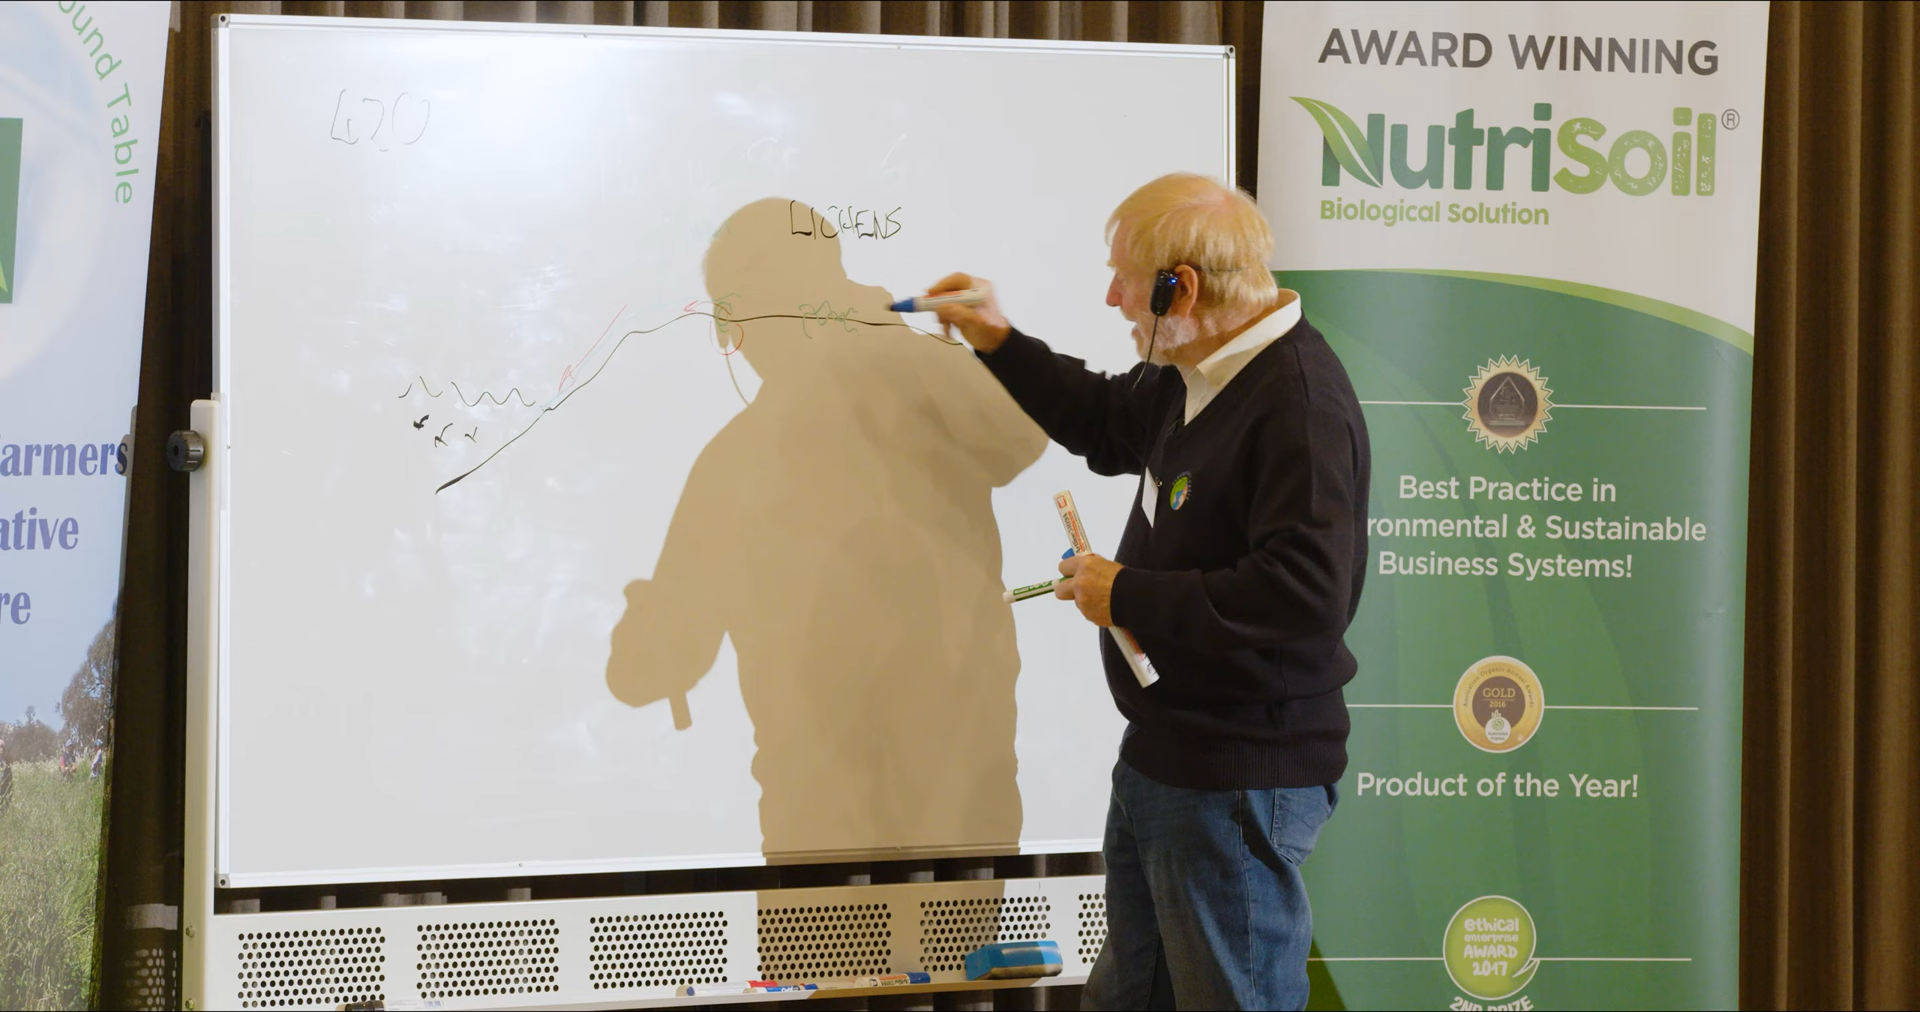 ound Table
armers
ative
re
420
LICHENS
AWARD WINNING
NutriSoil®
Biological Solution
Best Practice in
ronmental & Sustainable
Business Systems!
GOLD
2016
Product of the Year!
ethical
enterprise
AWARD
2017
2ND PRIZE